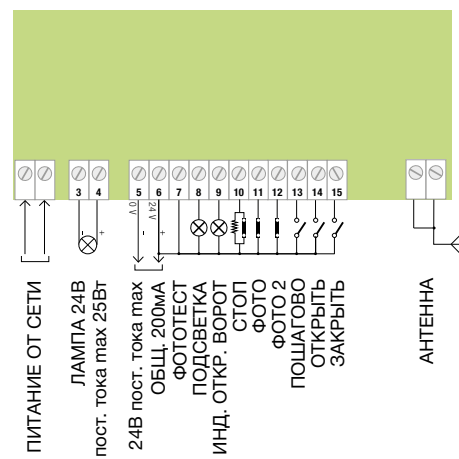 3 4 5 6 7 8 9 10 11 12 13 14 15
0 V
24 V
- + - +
ПИТАНИЕ ОТ СЕТИ
ЛАМПА 24В
пост. тока max 25Вт
24В пост. тока max
ОБЩ. 200мА
ФОТОТЕСТ
ПОДСВЕТКА
ИНД. ОТКР. ВОРОТ
СТОП
ФОТО
ФОТО 2
ПОШАГОВО
ОТКРЫТЬ
ЗАКРЫТЬ
АНТЕННА